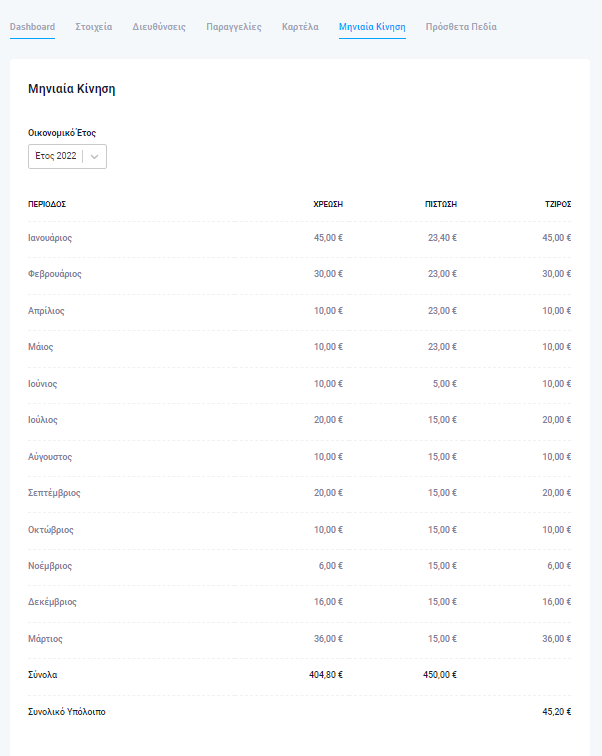 Dashboard Στοιχεία Διευθύνσεις Παραγγελίες Καρτέλα Μηνιαία Κίνηση Πρόσθετα Πεδία
Μηνιαία Κίνηση
Οικονομικό Έτος
Ετος 2022
ΠΕΡΙΟΔΟΣ ΧΡΕΩΣΗ ΠΙΣΤΩΣΗ ΤΖΙΡΟΣ
Ιανουάριος 45,00 € 23,40 € 45,00 €
Φεβρουάριος 30,00 € 23,00 € 30,00 €
Απρίλιος 10,00 € 23,00 € 10,00 €
Μάιος 10,00 € 23,00 € 10,00 €
Ιούνιος 10,00 € 5,00 € 10,00 €
Ιούλιος 20,00 € 15,00 € 20,00 €
Αύγουστος 10,00 € 15,00 € 10,00 €
Σεπτέμβριος 20,00 € 15,00 € 20,00 €
Οκτώβριος 10,00 € 15,00 € 10,00 €
Νοέμβριος 6,00 € 15,00 € 6,00 €
Δεκέμβριος 16,00 € 15,00 € 16,00 €
Μάρτιος 36,00 € 15,00 € 36,00 €
Σύνολα 404,80 € 450,00 €
Συνολικό Υπόλοιπο 45,20 €